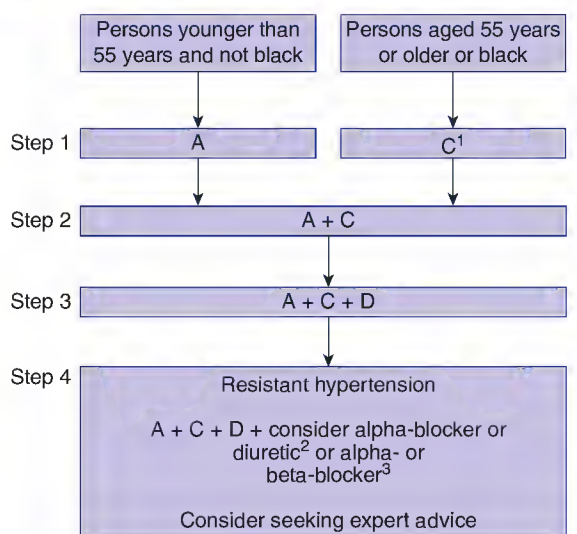 Persons younger than
55 years and not black
Persons aged 55 years
or older or black
Step 1
A
C¹
Step 2
A + C
Step 3
A + C + D
Step 4
Resistant hypertension
A + C + D + consider alpha-blocker or
diuretic² or alpha- or
beta-blocker³
Consider seeking expert advice